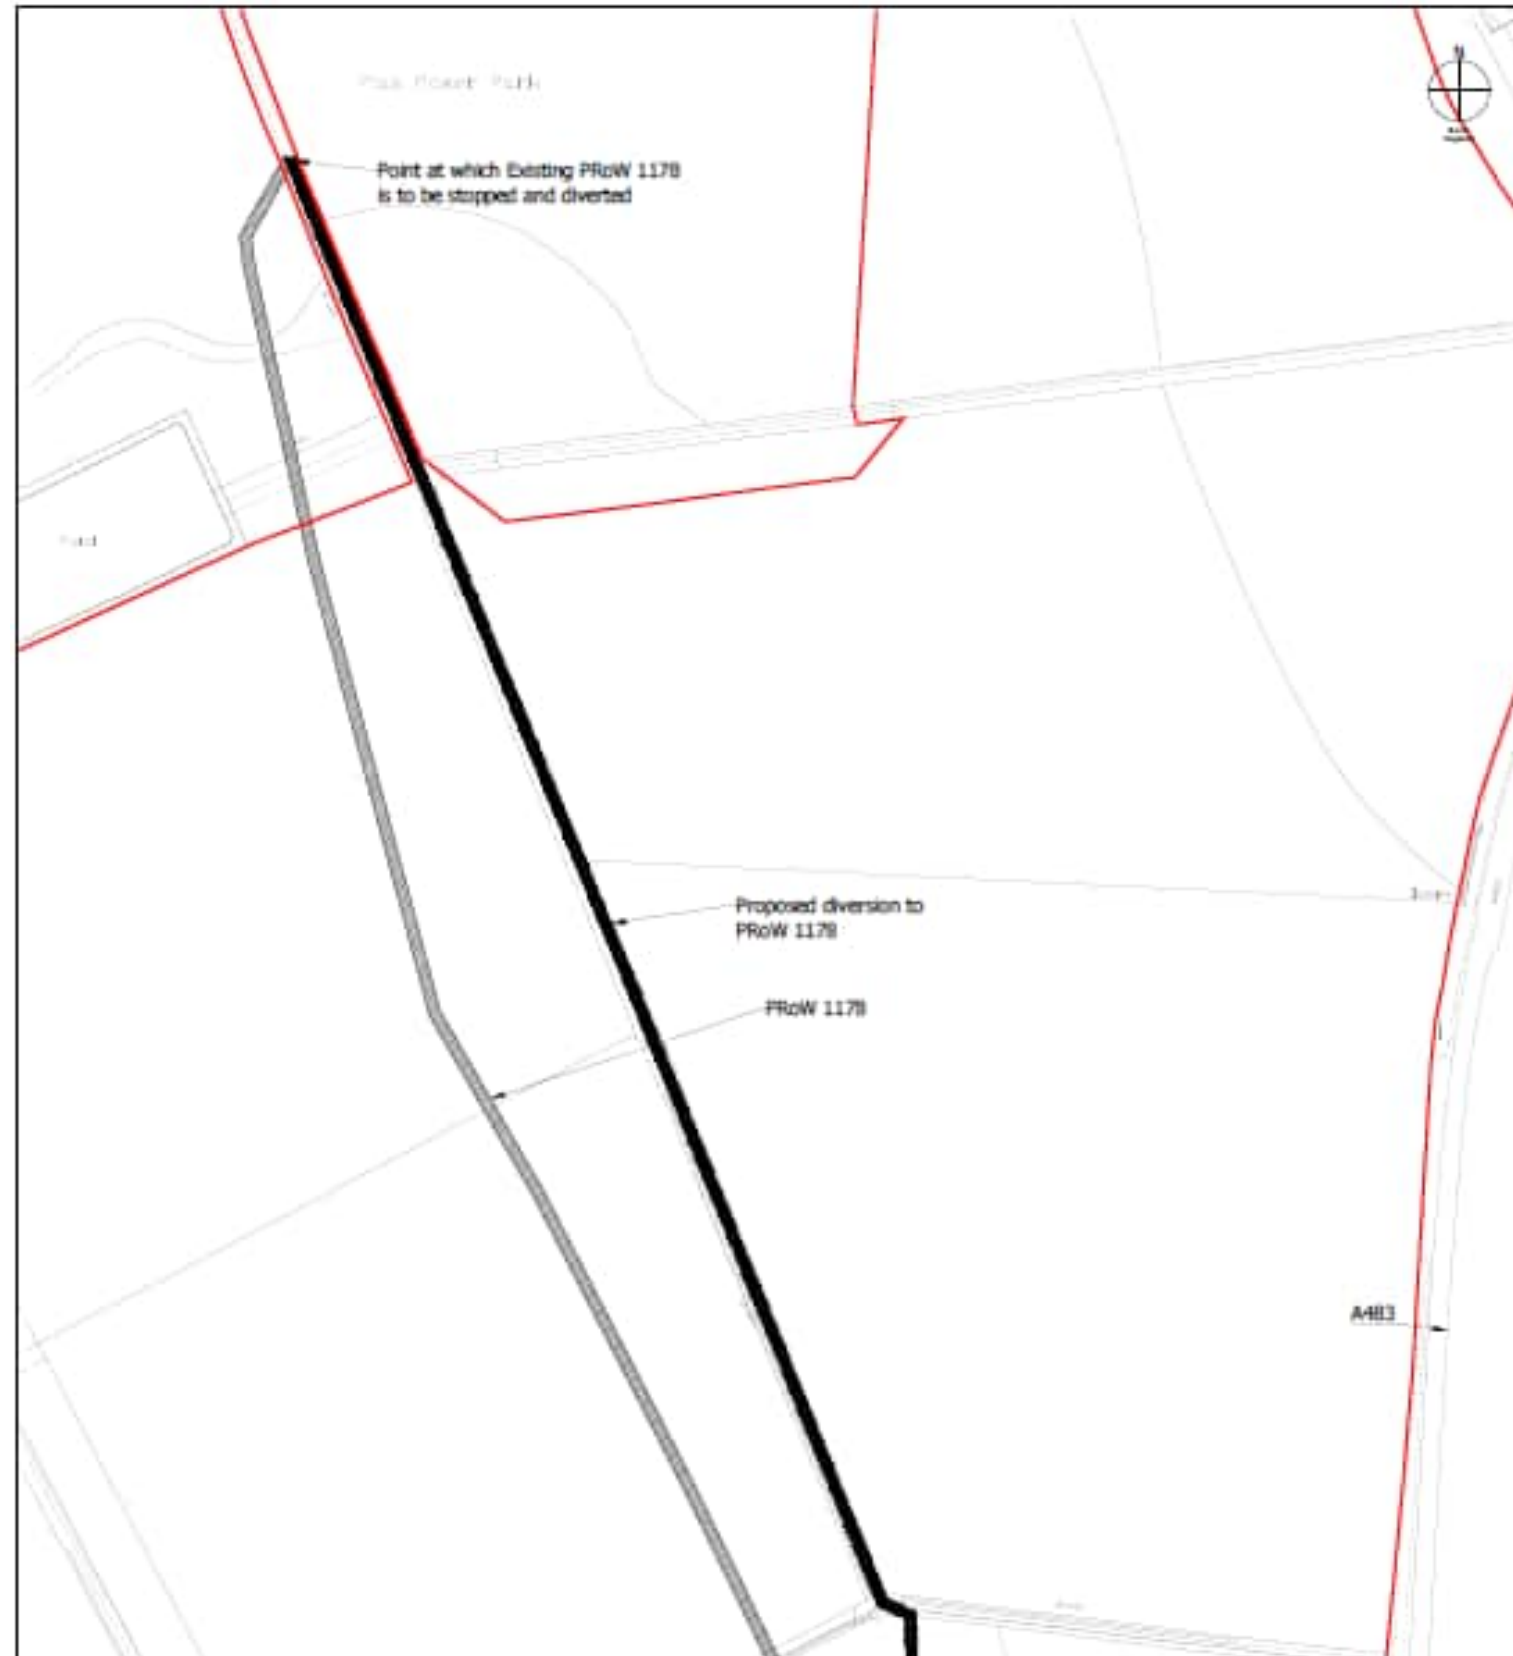 N
Point at which Existing PRoW 1178
is to be stopped and diverted
Proposed diversion to
PRoW 1178
PRoW 1178
A483